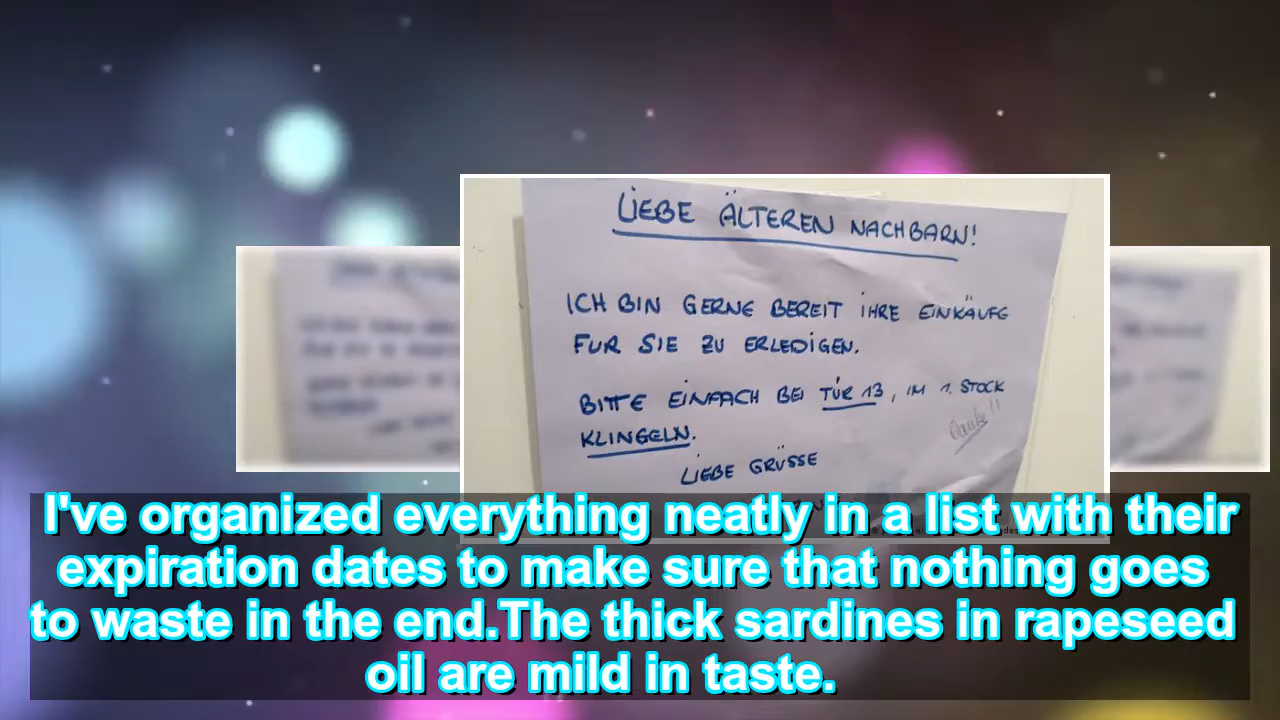 LIEBE ÄLTEREN NACHBARN!
ICH BIN GERNE BEREIT IHRE EINKÄUFE
FUR SIE ZU ERLEDIGEN.
BITTE EINFACH BEI TÜR 13, IM 1. STOCK
KLINGELN.
Danke!!
LIEBE GRÜSSE
I've organized everything neatly in a list with their
expiration dates to make sure that nothing goes
to waste in the end.The thick sardines in rapeseed
oil are mild in taste.